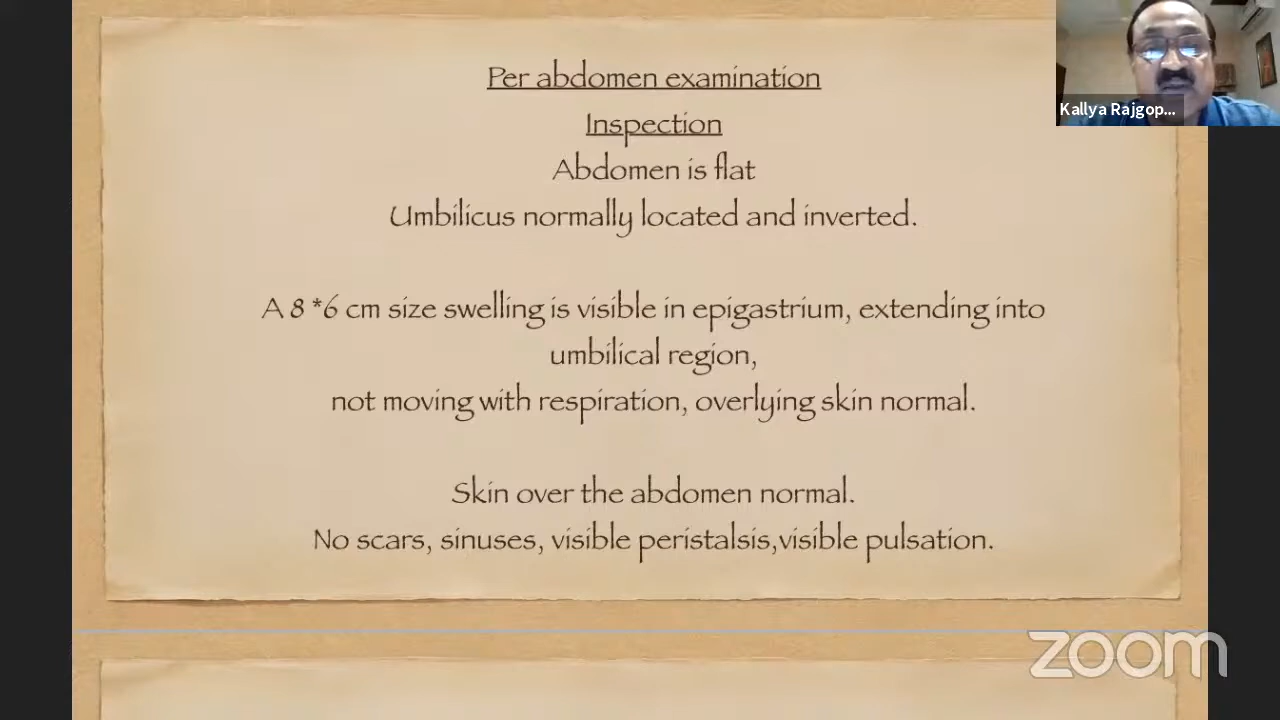 Per abdomen examination
Inspection
Abdomen is flat
Umbilicus normally located and inverted.
A 8 *6 cm size swelling is visible in epigastrium, extending into
umbilical region,
not moving with respiration, overlying skin normal.
Skin over the abdomen normal.
No scars, sinuses, visible peristalsis,visible pulsation.
Kallya Rajgop...
zoom